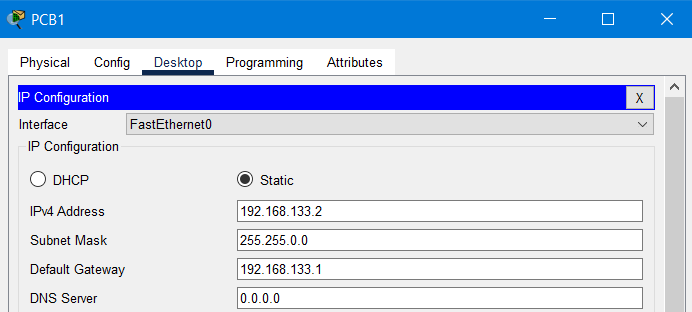 PCB1
Physical Config Desktop Programming Attributes
IP Configuration X
Interface FastEthernet0
IP Configuration
DHCP Static
IPv4 Address 192.168.133.2
Subnet Mask 255.255.0.0
Default Gateway 192.168.133.1
DNS Server 0.0.0.0